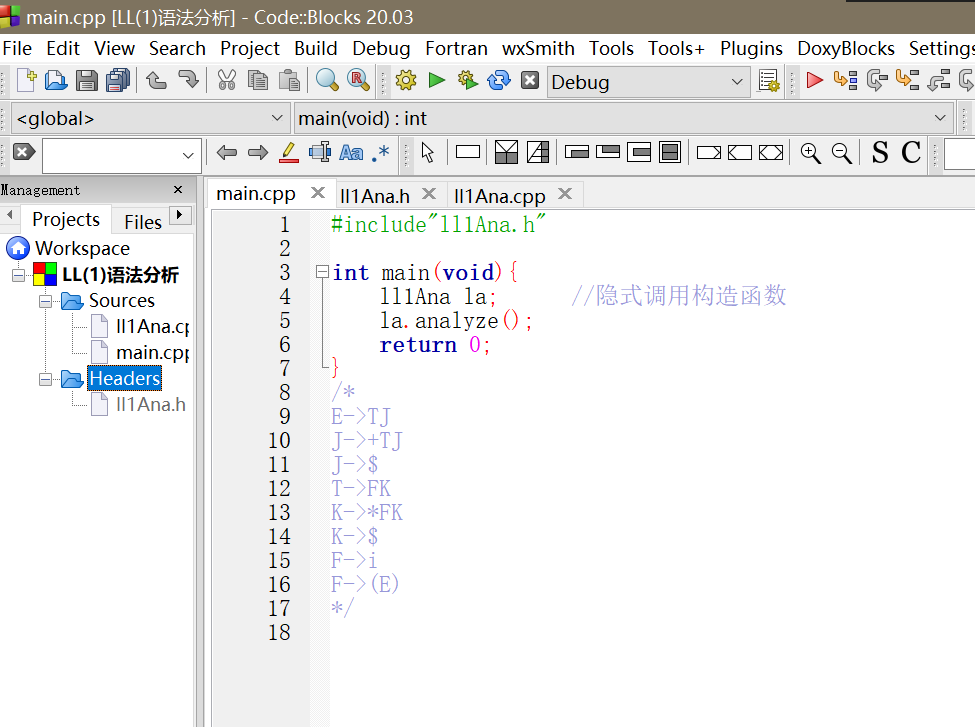 main.cpp [LL(1)语法分析] - Code::Blocks 20.03
File Edit View Search Project Build Debug Fortran wxSmith Tools Tools+ Plugins DoxyBlocks Settings
Debug
<global> main(void) : int
Aa .* S C
Management
Projects Files
main.cpp ll1Ana.h ll1Ana.cpp
Workspace
LL(1)语法分析
Sources
ll1Ana.cp
main.cpp
Headers
ll1Ana.h
1 #include"ll1Ana.h"
2
3 int main(void){
4 ll1Ana la; //隐式调用构造函数
5 la.analyze();
6 return 0;
7 }
8 /*
9 E->TJ
10 J->+TJ
11 J->$
12 T->FK
13 K->*FK
14 K->$
15 F->i
16 F->(E)
17 */
18